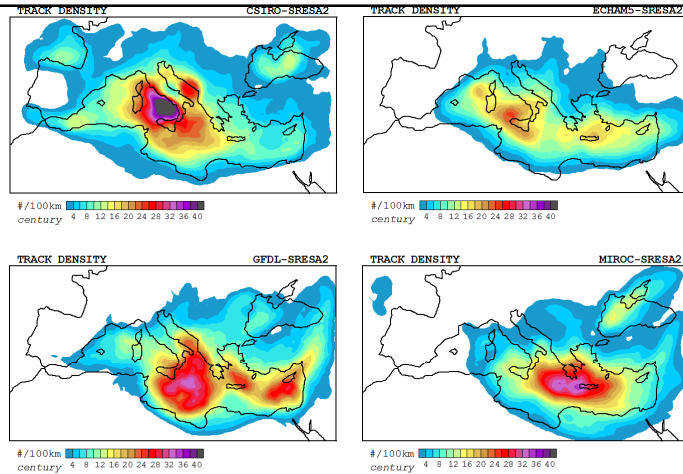 TRACK DENSITY CSIRO-SRESA2
TRACK DENSITY ECHAM5-SRESA2
#/100km
century 4 8 12 16 20 24 28 32 36 40
#/100km
century 4 8 12 16 20 24 28 32 36 40
TRACK DENSITY GFDL-SRESA2
TRACK DENSITY MIROC-SRESA2
#/100km
century 4 8 12 16 20 24 28 32 36 40
#/100km
century 4 8 12 16 20 24 28 32 36 40